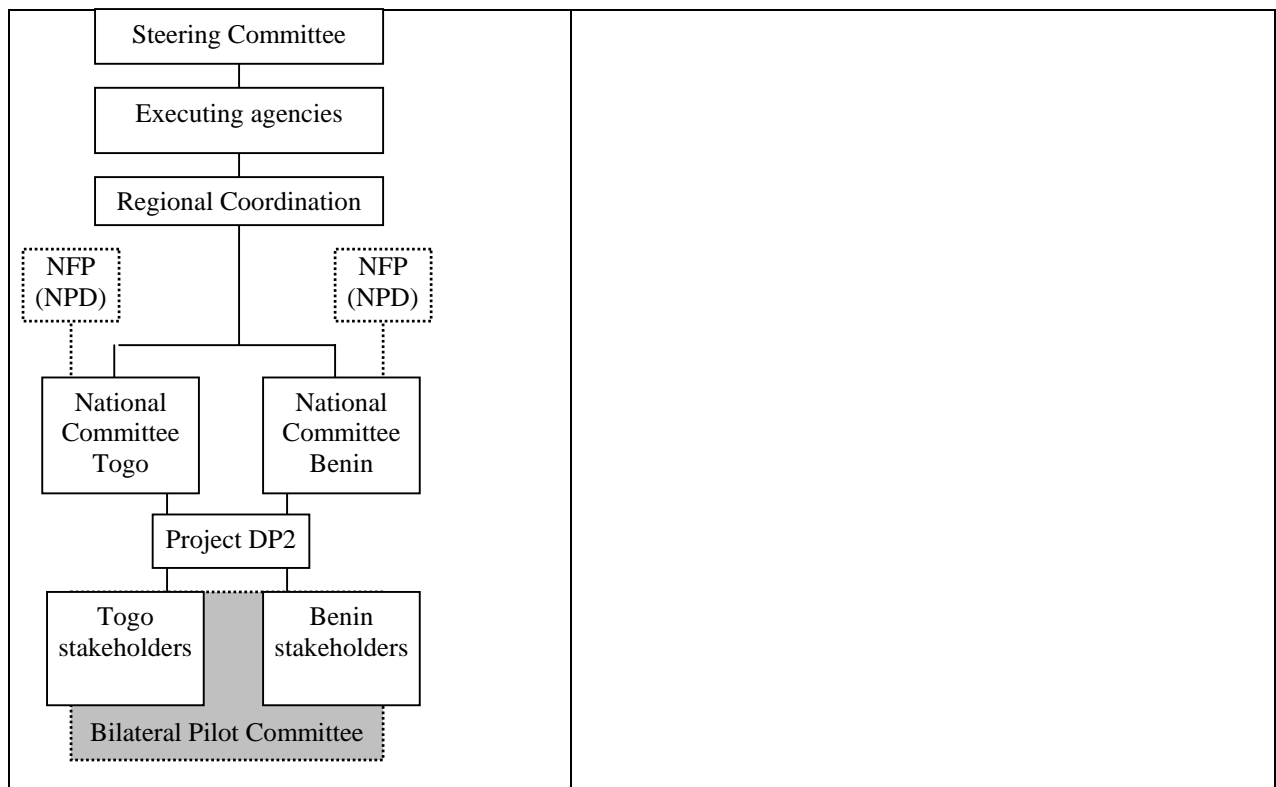 Steering Committee
Executing agencies
Regional Coordination
NFP
(NPD)
NFP
(NPD)
National
Committee
Togo
National
Committee
Benin
Project DP2
Togo
stakeholders
Benin
stakeholders
Bilateral Pilot Committee